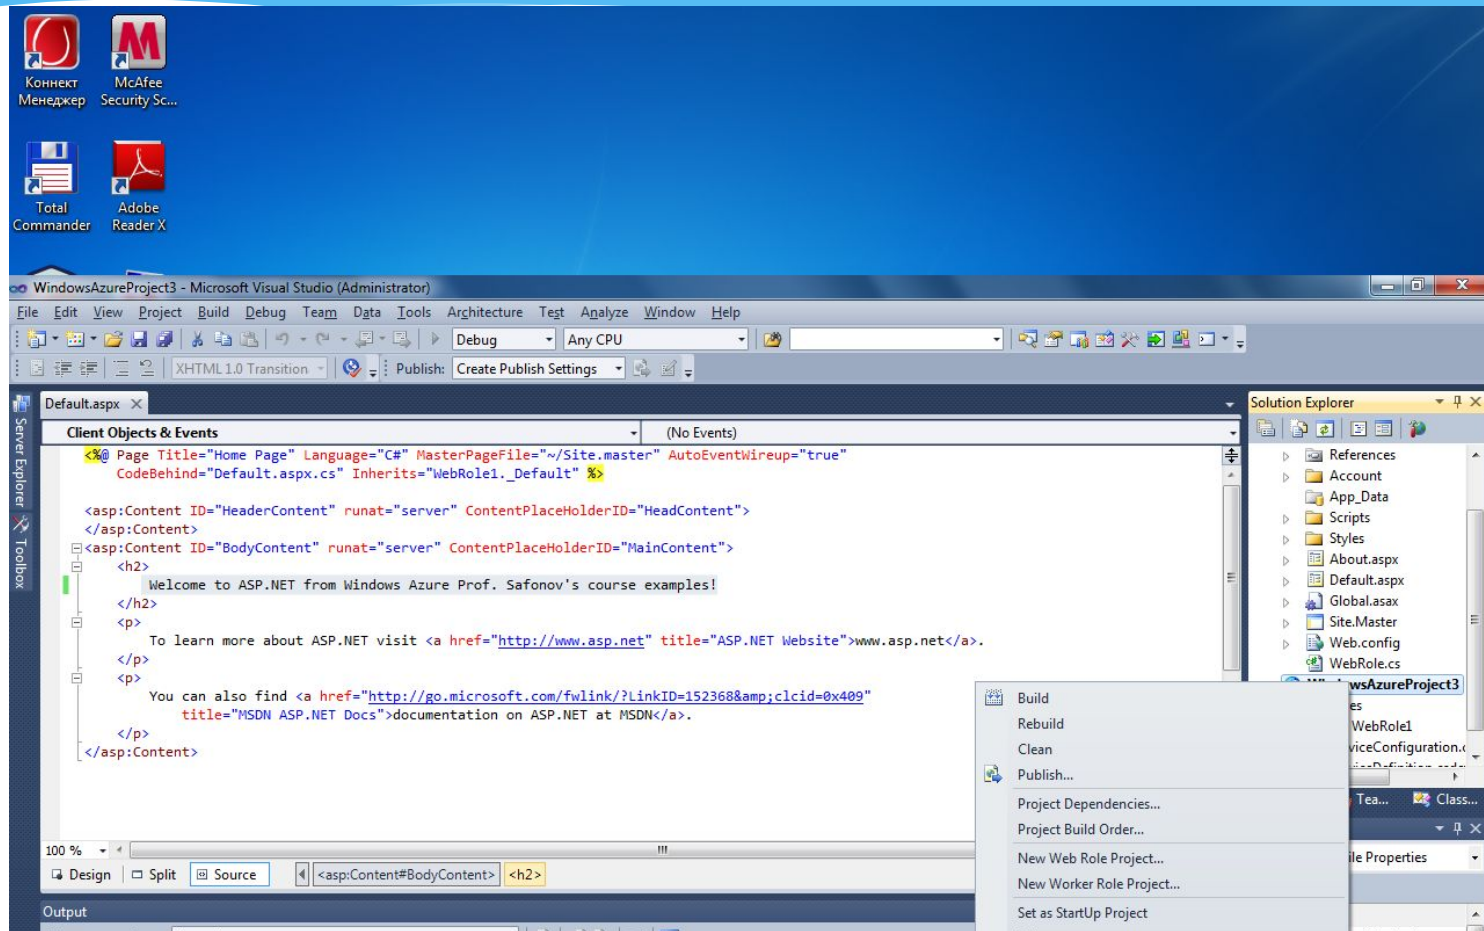 Коннект
Менеджер
McAfee
Security Sc...
Total
Commander
Adobe
Reader X
WindowsAzureProject3 - Microsoft Visual Studio (Administrator)
File Edit View Project Build Debug Team Data Tools Architecture Test Analyze Window Help
Debug Any CPU
XHTML 1.0 Transition Publish: Create Publish Settings
Server Explorer
Toolbox
Default.aspx
Client Objects & Events (No Events)
<%@ Page Title="Home Page" Language="C#" MasterPageFile="~/Site.master" AutoEventWireup="true"
CodeBehind="Default.aspx.cs" Inherits="WebRole1._Default" %>
<asp:Content ID="HeaderContent" runat="server" ContentPlaceHolderID="HeadContent">
</asp:Content>
<asp:Content ID="BodyContent" runat="server" ContentPlaceHolderID="MainContent">
<h2>
Welcome to ASP.NET from Windows Azure Prof. Safonov's course examples!
</h2>
<p>
To learn more about ASP.NET visit <a href="http://www.asp.net" title="ASP.NET Website">www.asp.net</a>.
</p>
<p>
You can also find <a href="http://go.microsoft.com/fwlink/?LinkID=152368&amp;clcid=0x409"
title="MSDN ASP.NET Docs">documentation on ASP.NET at MSDN</a>.
</p>
</asp:Content>
100 %
Design Split Source <asp:Content#BodyContent> <h2>
Output
Solution Explorer
References
Account
App_Data
Scripts
Styles
About.aspx
Default.aspx
Global.asax
Site.Master
Web.config
WebRole.cs
wsAzureProject3
es
WebRole1
viceConfiguration.c
Tea... Class...
ile Properties
Build
Rebuild
Clean
Publish...
Project Dependencies...
Project Build Order...
New Web Role Project...
New Worker Role Project...
Set as StartUp Project